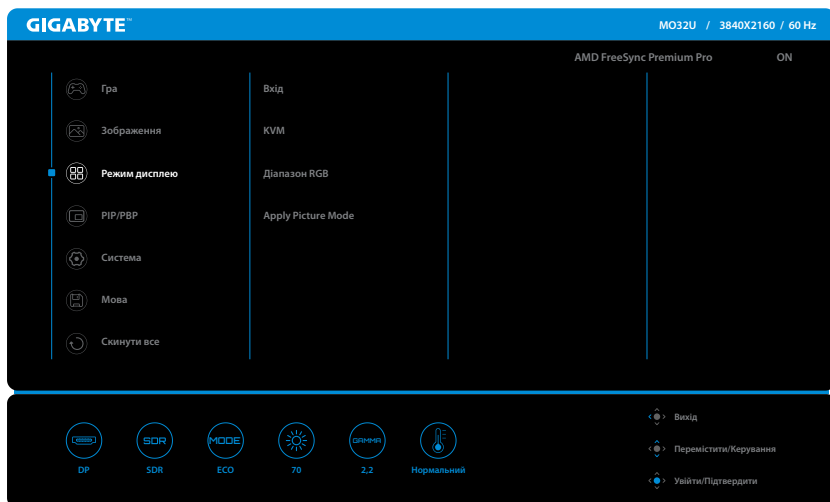 GIGABYTE™
MO32U / 3840X2160 / 60 Hz
AMD FreeSync Premium Pro ON
Гра
Зображення
Режим дисплею
PIP/PBP
Система
Мова
Скинути все
Вхід
KVM
Діапазон RGB
Apply Picture Mode
SDR
MODE
GAMMA
DP
SDR
ECO
70
2,2
Нормальний
Вихід
Перемістити/Керування
Увійти/Підтвердити